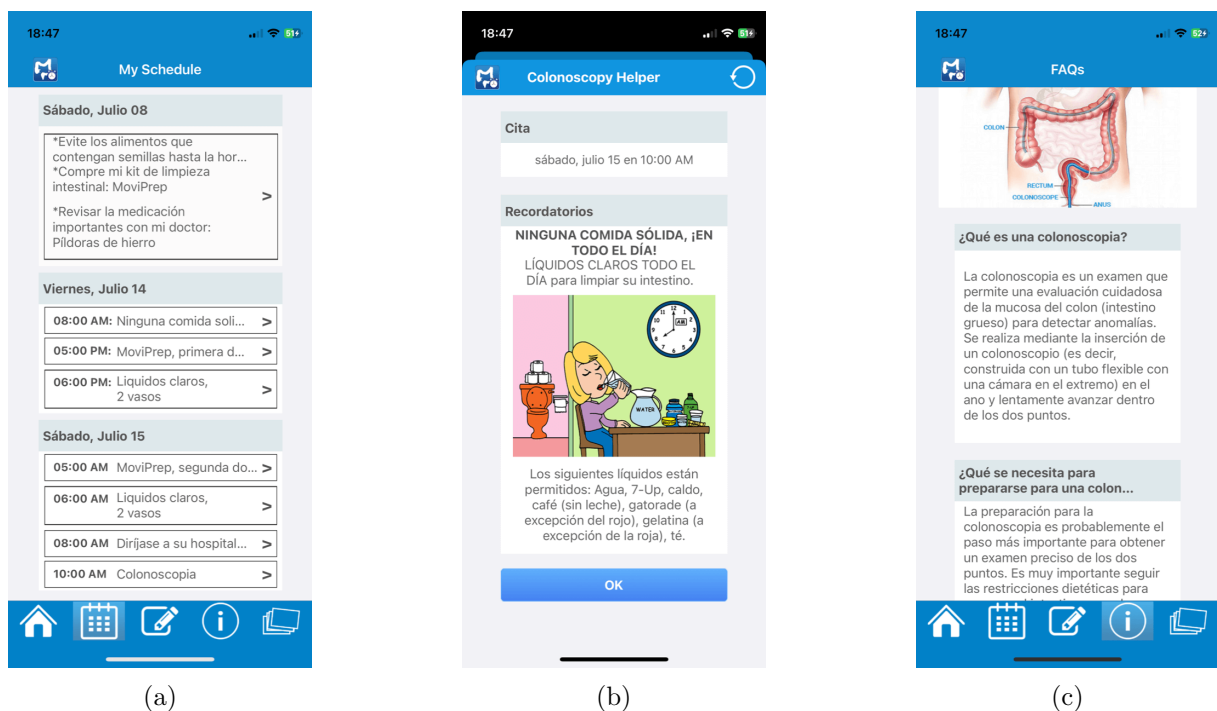 18:47
51
My Schedule
Sábado, Julio 08
*Evite los alimentos que
contengan semillas hasta la hor...
*Compre mi kit de limpieza
intestinal: MoviPrep
>
*Revisar la medicación
importantes con mi doctor:
Píldoras de hierro
Viernes, Julio 14
08:00 AM: Ninguna comida soli... >
05:00 PM: MoviPrep, primera d... >
06:00 PM: Liquidos claros,
2 vasos >
Sábado, Julio 15
05:00 AM MoviPrep, segunda do... >
06:00 AM Liquidos claros,
2 vasos >
08:00 AM Diríjase a su hospital... >
10:00 AM Colonoscopia >
(a)
18:47
51
Colonoscopy Helper
Cita
sábado, julio 15 en 10:00 AM
Recordatorios
NINGUNA COMIDA SÓLIDA, ¡EN
TODO EL DÍA!
LÍQUIDOS CLAROS TODO EL
DÍA para limpiar su intestino.
AM
WATER
Los siguientes líquidos están
permitidos: Agua, 7-Up, caldo,
café (sin leche), gatorade (a
excepción del rojo), gelatina (a
excepción de la roja), té.
OK
(b)
18:47
52
FAQs
COLON
RECTUM
COLONOSCOPE
ANUS
¿Qué es una colonoscopia?
La colonoscopia es un examen que
permite una evaluación cuidadosa
de la mucosa del colon (intestino
grueso) para detectar anomalías.
Se realiza mediante la inserción de
un colonoscopio (es decir,
construida con un tubo flexible con
una cámara en el extremo) en el
ano y lentamente avanzar dentro
de los dos puntos.
¿Qué se necesita para
prepararse para una colon...
La preparación para la
colonoscopia es probablemente el
paso más importante para obtener
un examen preciso de los dos
puntos. Es muy importante seguir
las restricciones dietéticas para
(c)